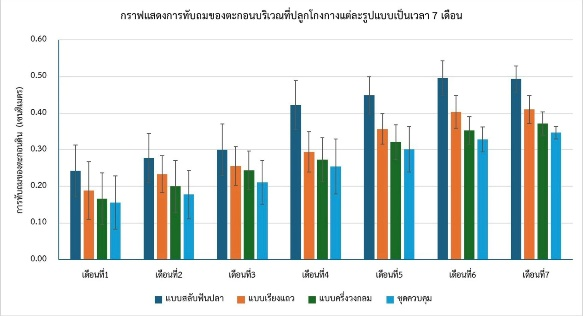 กราฟแสดงการทับถมของตะกอนบริเวณที่ปลูกโกงกางแต่ละรูปแบบเป็นเวลา 7 เดือน
การทับถมของตะกอนดิน (เซนติเมตร)
0.60
0.50
0.40
0.30
0.20
0.10
0.00
เดือนที่1
เดือนที่2
เดือนที่3
เดือนที่4
เดือนที่5
เดือนที่6
เดือนที่7
แบบสลับฟันปลา
แบบเรียงแถว
แบบครึ่งวงกลม
ชุดควบคุม